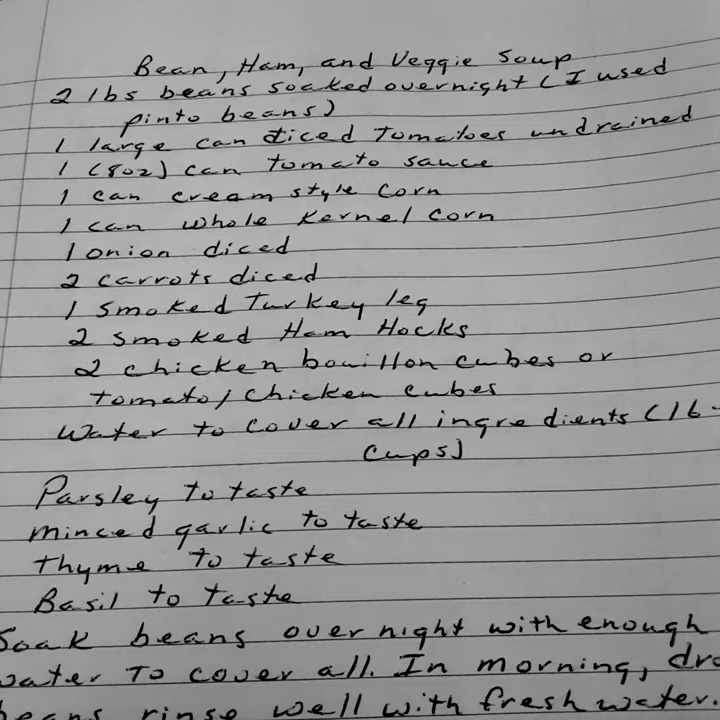 Bean, Ham, and Veggie Soup
2 lbs beans soaked overnight (I used
pinto beans)
1 large can diced tomatoes undrained
1 (8oz) can tomato sauce
1 can cream style corn
1 can whole kernel corn
1 onion diced
2 carrots diced
1 smoked Turkey leg
2 smoked Ham Hocks
2 chicken bouillon cubes or
tomato/chicken cubes
Water to cover all ingredients (16-
cups)
Parsley to taste
minced garlic to taste
thyme to taste
Basil to taste
Soak beans overnight with enough
water to cover all. In morning,
beans rinse well with fresh water.